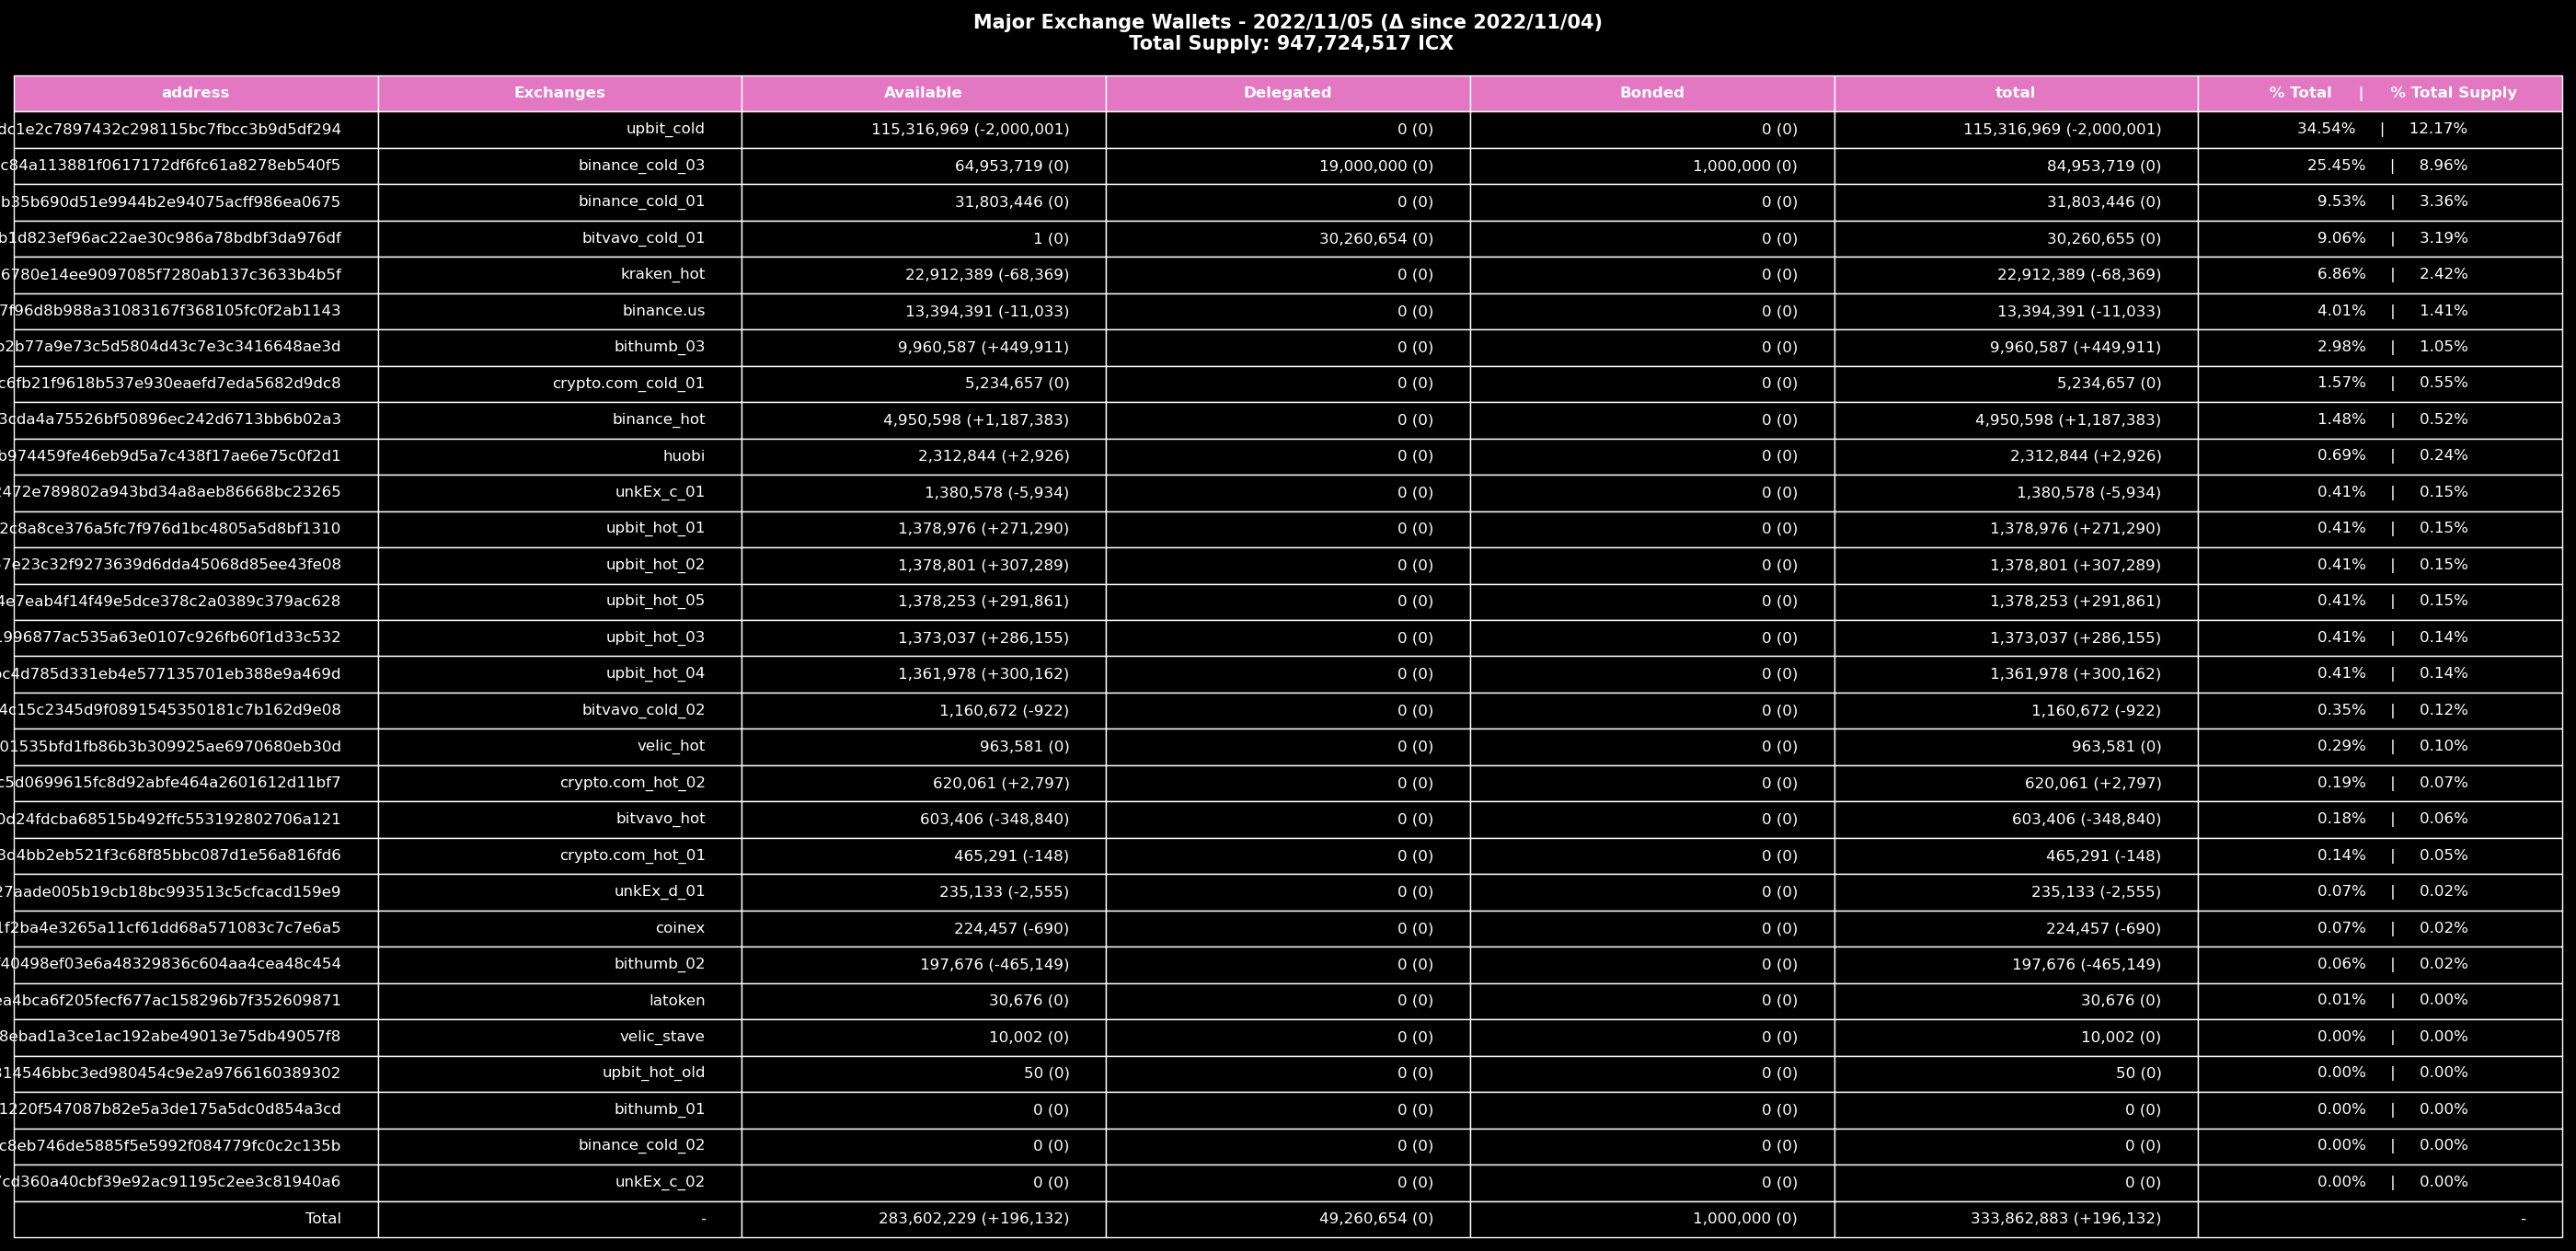 Major Exchange Wallets - 2022/11/05 (Δ since 2022/11/04)
Total Supply: 947,724,517 ICX
address Exchanges Available Delegated Bonded total % Total | % Total Supply
dc1e2c7897432c298115bc7fbcc3b9d5df294 upbit_cold 115,316,969 (-2,000,001) 0 (0) 0 (0) 115,316,969 (-2,000,001) 34.54% | 12.17%
c84a113881f0617172df6fc61a8278eb540f5 binance_cold_03 64,953,719 (0) 19,000,000 (0) 1,000,000 (0) 84,953,719 (0) 25.45% | 8.96%
b35b690d51e9944b2e94075acff986ea0675 binance_cold_01 31,803,446 (0) 0 (0) 0 (0) 31,803,446 (0) 9.53% | 3.36%
b1d823ef96ac22ae30c986a78bdbf3da976df bitvavo_cold_01 1 (0) 30,260,654 (0) 0 (0) 30,260,655 (0) 9.06% | 3.19%
6780e14ee9097085f7280ab137c3633b4b5f kraken_hot 22,912,389 (-68,369) 0 (0) 0 (0) 22,912,389 (-68,369) 6.86% | 2.42%
7f96d8b988a31083167f368105fc0f2ab1143 binance.us 13,394,391 (-11,033) 0 (0) 0 (0) 13,394,391 (-11,033) 4.01% | 1.41%
b2b77a9e73c5d5804d43c7e3c3416648ae3d bithumb_03 9,960,587 (+449,911) 0 (0) 0 (0) 9,960,587 (+449,911) 2.98% | 1.05%
c6fb21f9618b537e930eaefd7eda5682d9dc8 crypto.com_cold_01 5,234,657 (0) 0 (0) 0 (0) 5,234,657 (0) 1.57% | 0.55%
3cda4a75526bf50896ec242d6713bb6b02a3 binance_hot 4,950,598 (+1,187,383) 0 (0) 0 (0) 4,950,598 (+1,187,383) 1.48% | 0.52%
b974459fe46eb9d5a7c438f17ae6e75c0f2d1 huobi 2,312,844 (+2,926) 0 (0) 0 (0) 2,312,844 (+2,926) 0.69% | 0.24%
2472e789802a943bd34a8aeb86668bc23265 unkEx_c_01 1,380,578 (-5,934) 0 (0) 0 (0) 1,380,578 (-5,934) 0.41% | 0.15%
2c8a8ce376a5fc7f976d1bc4805a5d8bf1310 upbit_hot_01 1,378,976 (+271,290) 0 (0) 0 (0) 1,378,976 (+271,290) 0.41% | 0.15%
67e23c32f9273639d6dda45068d85ee43fe08 upbit_hot_02 1,378,801 (+307,289) 0 (0) 0 (0) 1,378,801 (+307,289) 0.41% | 0.15%
4e7eab4f14f49e5dce378c2a0389c379ac628 upbit_hot_05 1,378,253 (+291,861) 0 (0) 0 (0) 1,378,253 (+291,861) 0.41% | 0.15%
1996877ac535a63e0107c926fb60f1d33c532 upbit_hot_03 1,373,037 (+286,155) 0 (0) 0 (0) 1,373,037 (+286,155) 0.41% | 0.14%
bc4d785d331eb4e577135701eb388e9a469d upbit_hot_04 1,361,978 (+300,162) 0 (0) 0 (0) 1,361,978 (+300,162) 0.41% | 0.14%
4c15c2345d9f0891545350181c7b162d9e08 bitvavo_cold_02 1,160,672 (-922) 0 (0) 0 (0) 1,160,672 (-922) 0.35% | 0.12%
01535bfd1fb86b3b309925ae6970680eb30d velic_hot 963,581 (0) 0 (0) 0 (0) 963,581 (0) 0.29% | 0.10%
c5d0699615fc8d92abfe464a2601612d11bf7 crypto.com_hot_02 620,061 (+2,797) 0 (0) 0 (0) 620,061 (+2,797) 0.19% | 0.07%
0d24fdcba68515b492ffc553192802706a121 bitvavo_hot 603,406 (-348,840) 0 (0) 0 (0) 603,406 (-348,840) 0.18% | 0.06%
3d4bb2eb521f3c68f85bbc087d1e56a816fd6 crypto.com_hot_01 465,291 (-148) 0 (0) 0 (0) 465,291 (-148) 0.14% | 0.05%
27aade005b19cb18bc993513c5cfcacd159e9 unkEx_d_01 235,133 (-2,555) 0 (0) 0 (0) 235,133 (-2,555) 0.07% | 0.02%
1f2ba4e3265a11cf61dd68a571083c7c7e6a5 coinex 224,457 (-690) 0 (0) 0 (0) 224,457 (-690) 0.07% | 0.02%
f40498ef03e6a48329836c604aa4cea48c454 bithumb_02 197,676 (-465,149) 0 (0) 0 (0) 197,676 (-465,149) 0.06% | 0.02%
ea4bca6f205fecf677ac158296b7f352609871 latoken 30,676 (0) 0 (0) 0 (0) 30,676 (0) 0.01% | 0.00%
8ebad1a3ce1ac192abe49013e75db49057f8 velic_stave 10,002 (0) 0 (0) 0 (0) 10,002 (0) 0.00% | 0.00%
314546bbc3ed980454c9e2a9766160389302 upbit_hot_old 50 (0) 0 (0) 0 (0) 50 (0) 0.00% | 0.00%
1220f547087b82e5a3de175a5dc0d854a3cd bithumb_01 0 (0) 0 (0) 0 (0) 0 (0) 0.00% | 0.00%
c8eb746de5885f5e5992f084779fc0c2c135b binance_cold_02 0 (0) 0 (0) 0 (0) 0 (0) 0.00% | 0.00%
7cd360a40cbf39e92ac91195c2ee3c81940a6 unkEx_c_02 0 (0) 0 (0) 0 (0) 0 (0) 0.00% | 0.00%
Total - 283,602,229 (+196,132) 49,260,654 (0) 1,000,000 (0) 333,862,883 (+196,132) -